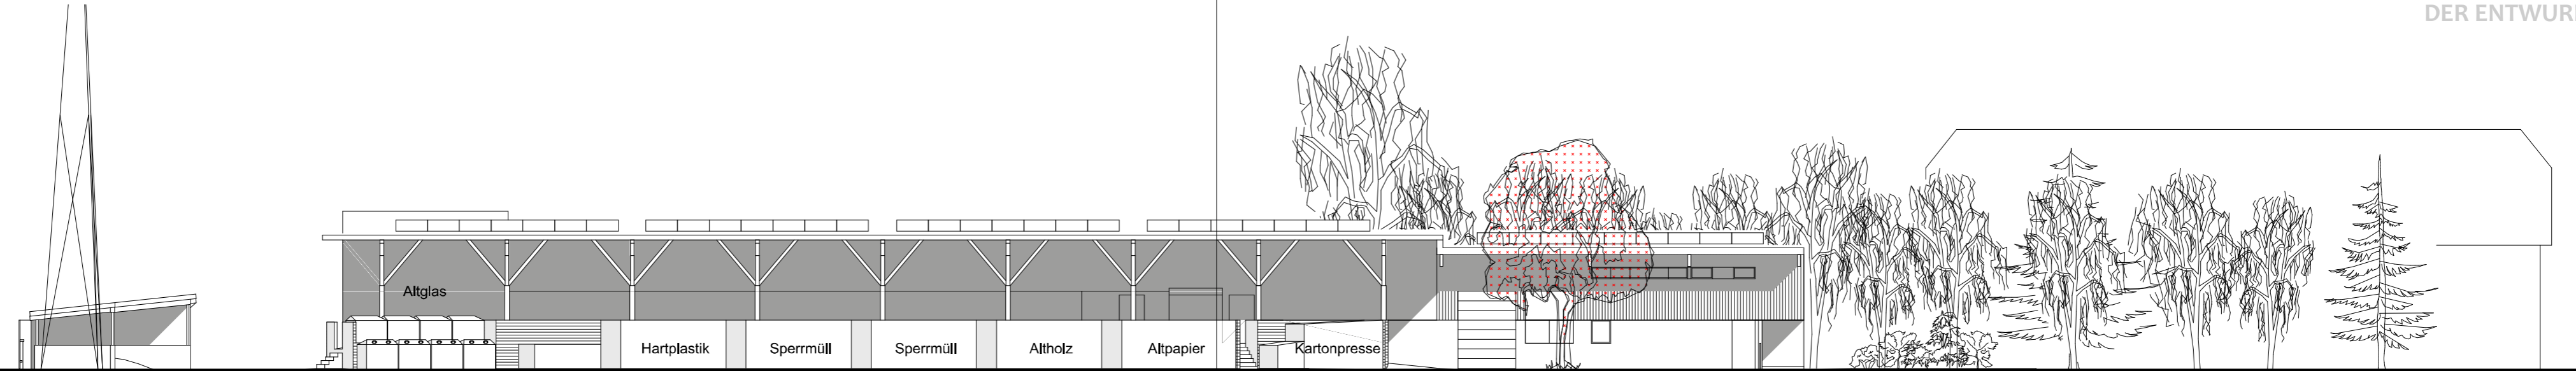 DER ENTWUR
Altglas
Hartplastik
Sperrmüll
Sperrmüll
Altholz
Altpapier
Kartonpresse